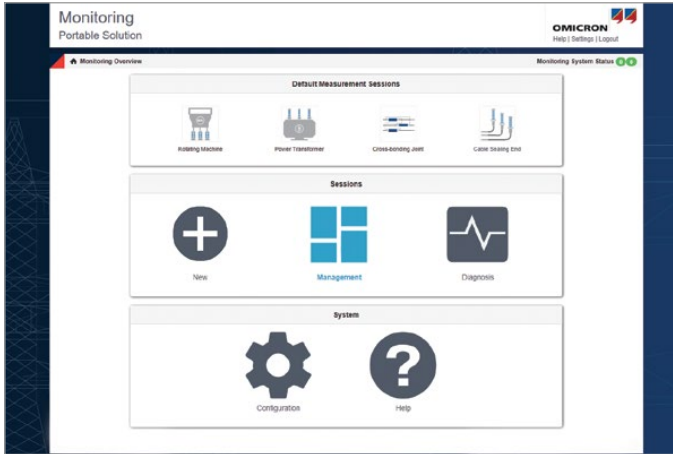 Monitoring
Portable Solution
OMICRON
Help | Settings | Logout
Monitoring Overview
Monitoring System Status
Default Measurement Sessions
Rotating Machine
Power Transformer
Cross-bonding Joint
Cable Sealing End
Sessions
New
Management
Diagnosis
System
Configuration
Help